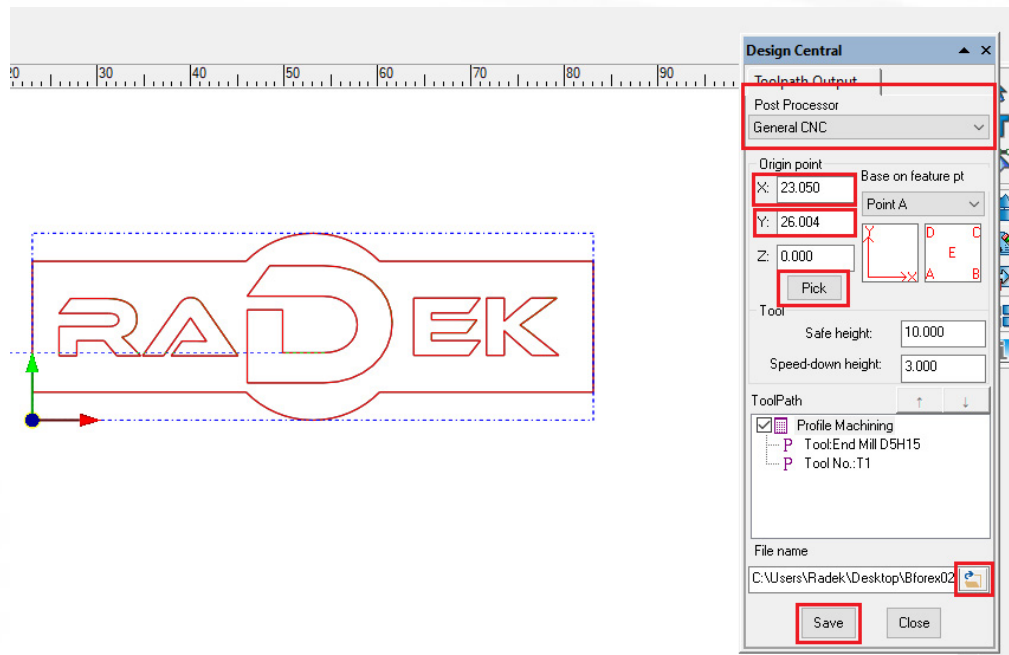 20 30 40 50 60 70 80 90
RADEK
Design Central
Toolpath Output
Post Processor
General CNC
Origin point
Base on feature pt
X: 23.050
Point A
Y: 26.004
Y D C
E
X A B
Z: 0.000
Pick
Tool
Safe height: 10.000
Speed-down height: 3.000
ToolPath ↑ ↓
Profile Machining
P Tool:End Mill D5H15
P Tool No.:T1
File name
C:\Users\Radek\Desktop\Bforex02
Save Close